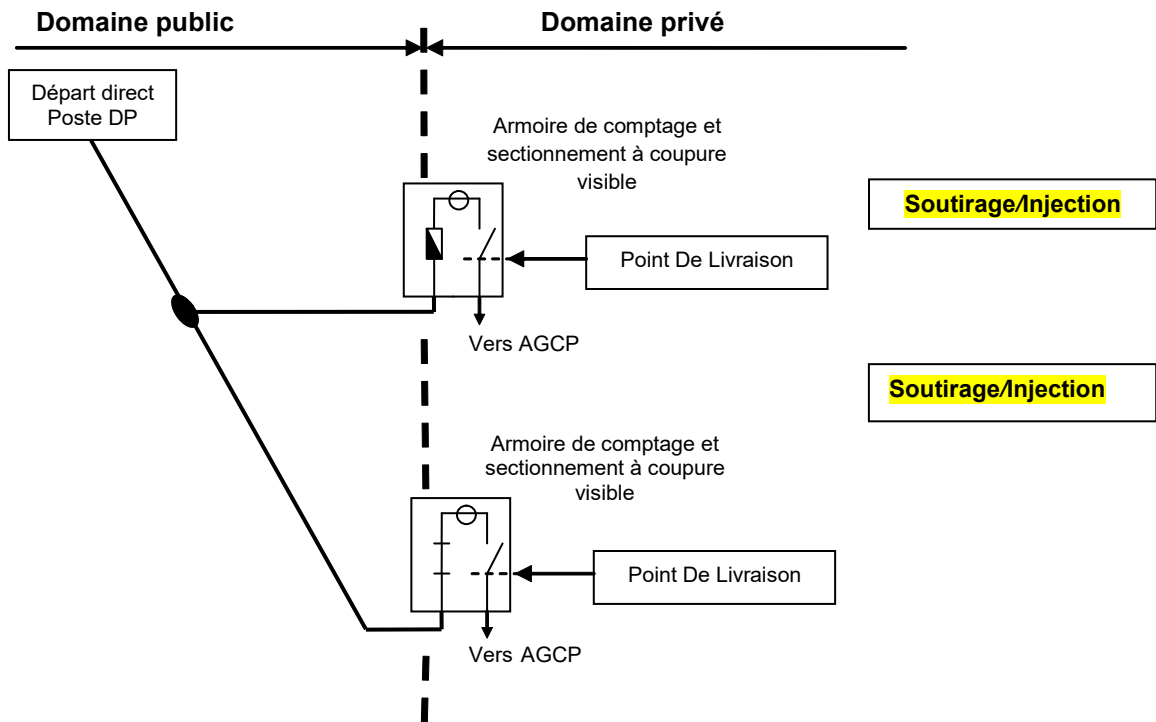 Domaine public
Domaine privé
Départ direct
Poste DP
Armoire de comptage et
sectionnement à coupure
visible
Soutirage/Injection
Point De Livraison
Vers AGCP
Soutirage/Injection
Armoire de comptage et
sectionnement à coupure
visible
Point De Livraison
Vers AGCP